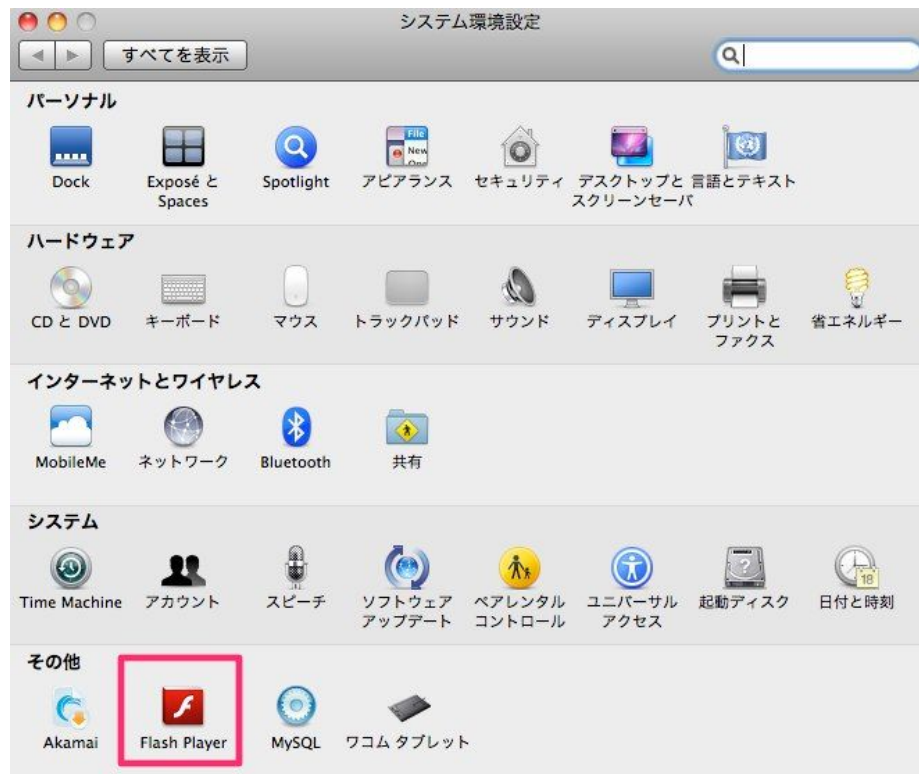 システム環境設定
すべてを表示
パーソナル
File
New
One
Dock
Exposé と
Spaces
Spotlight
アピアランス
セキュリティ
デスクトップと
スクリーンセーバ
言語とテキスト
ハードウェア
CD と DVD
キーボード
マウス
トラックパッド
サウンド
ディスプレイ
プリントと
ファクス
省エネルギー
インターネットとワイヤレス
MobileMe
ネットワーク
Bluetooth
共有
システム
18
Time Machine
アカウント
スピーチ
ソフトウェア
アップデート
ペアレンタル
コントロール
ユニバーサル
アクセス
起動ディスク
日付と時刻
その他
Akamai
Flash Player
MySQL
ワコム タブレット